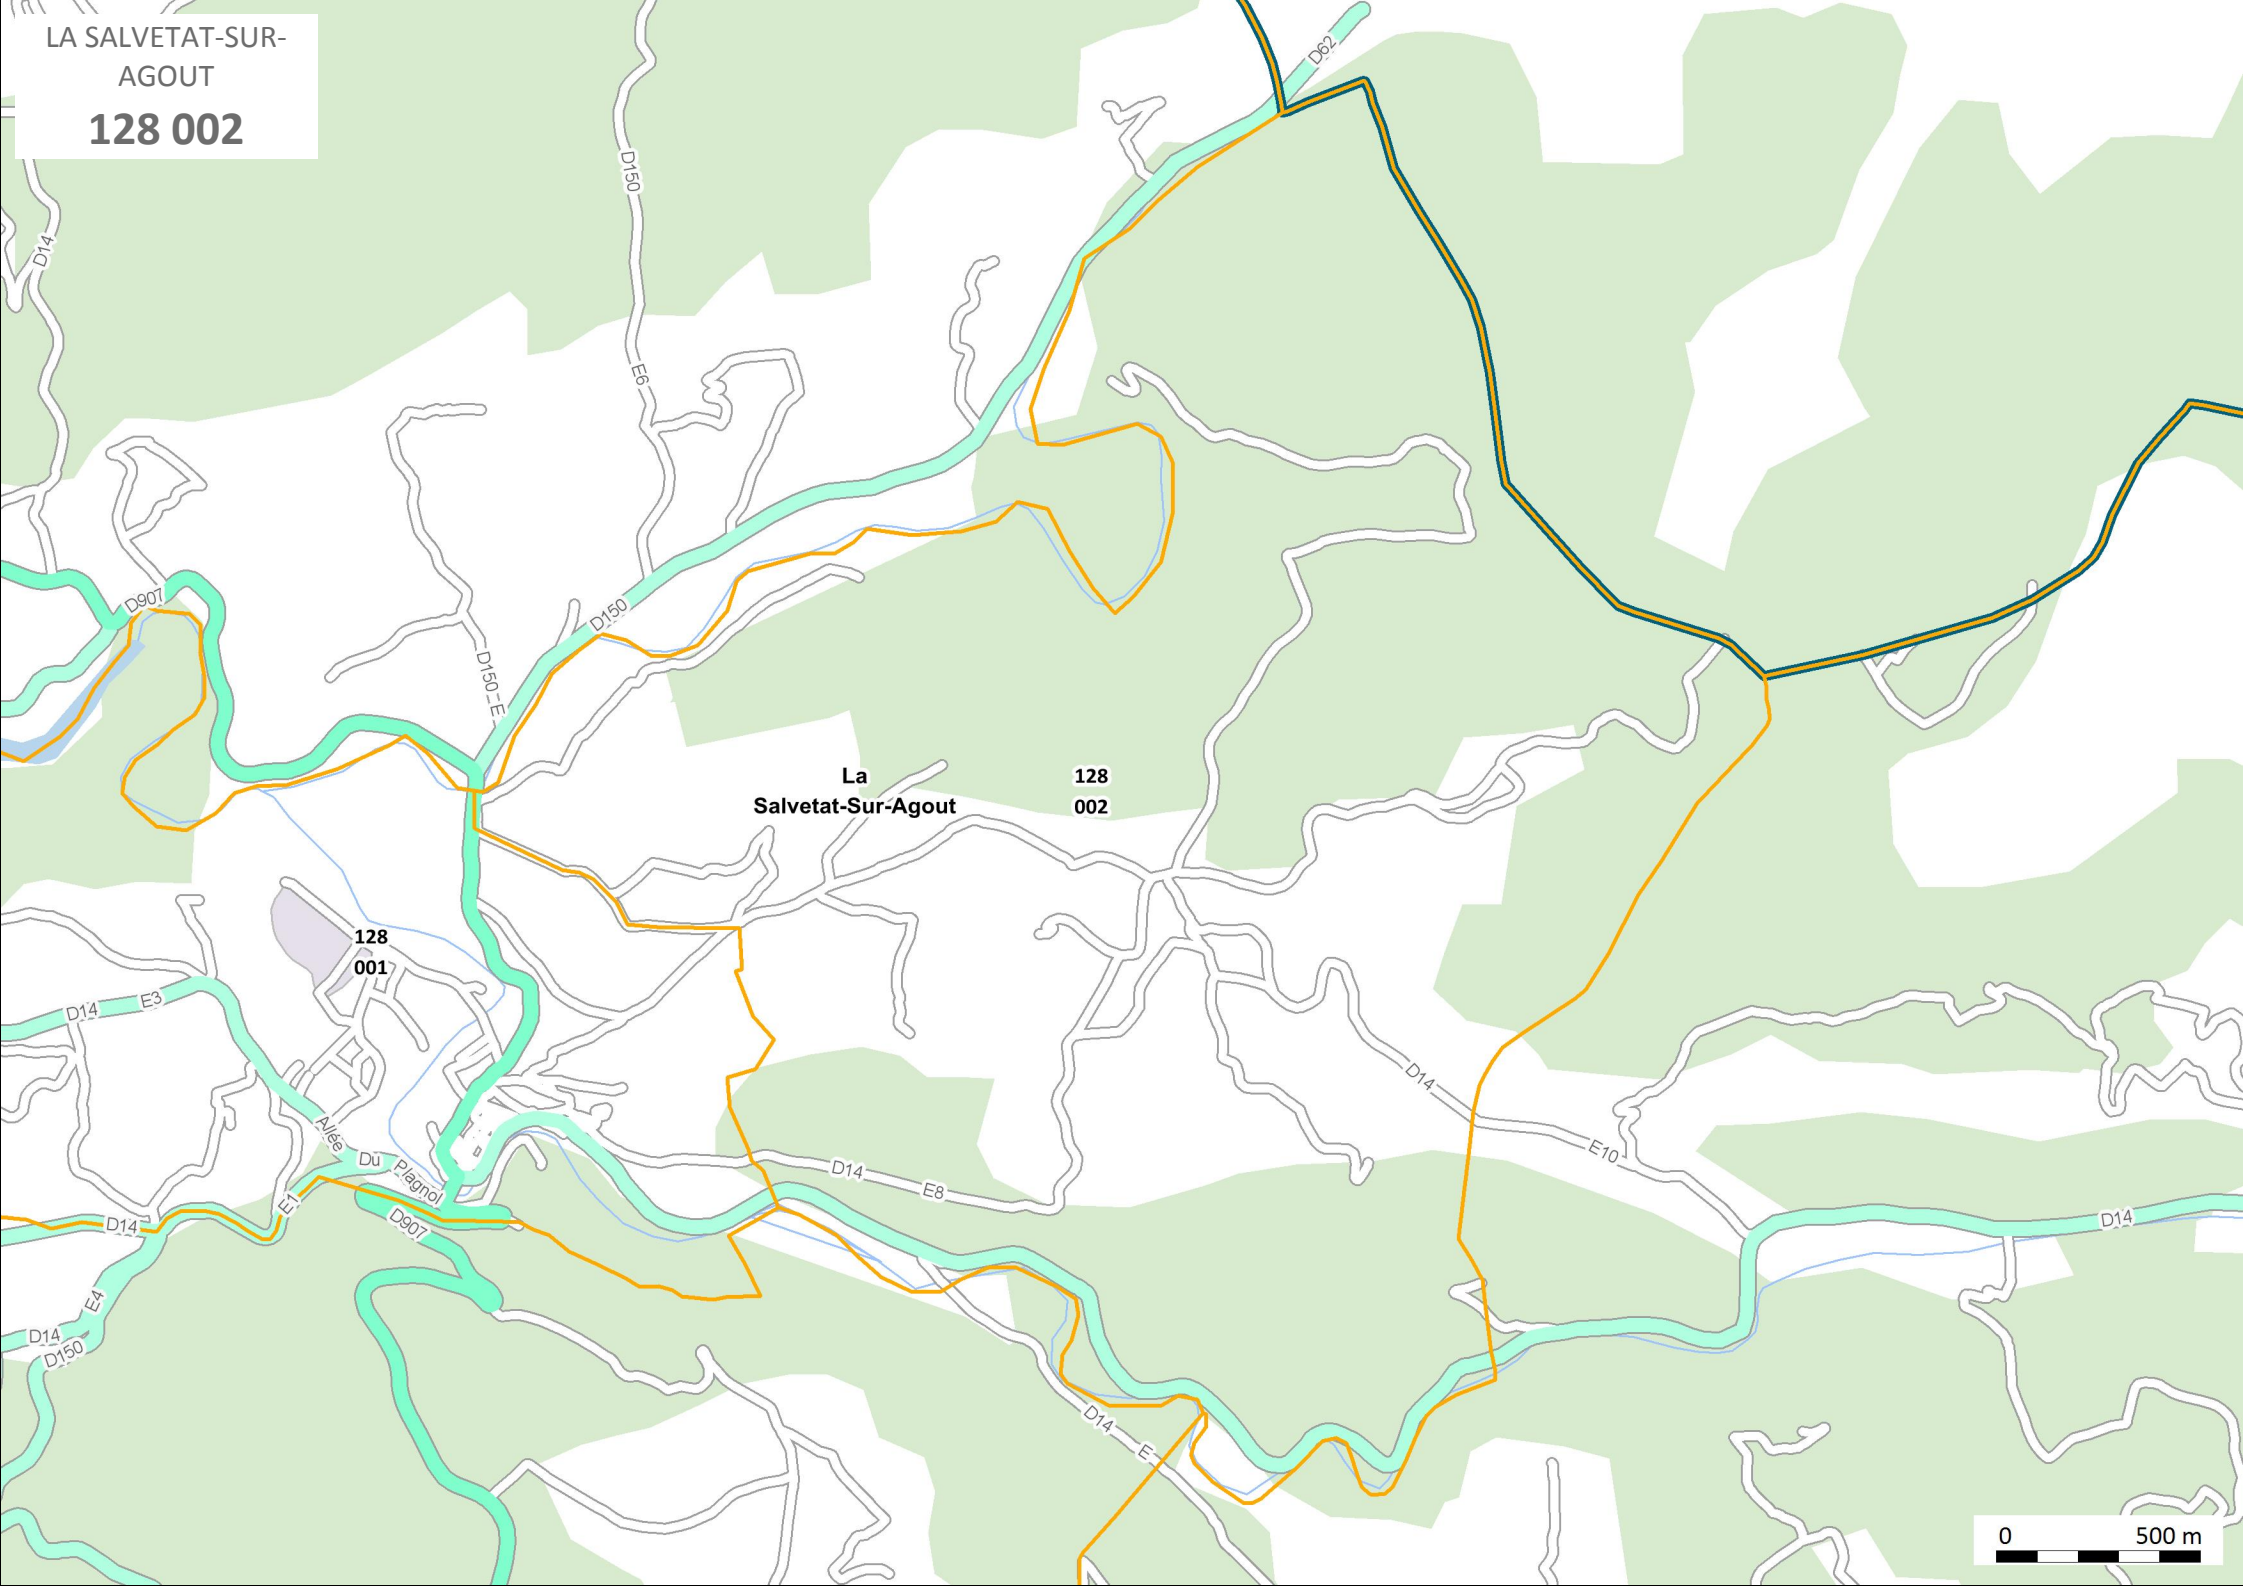 LA SALVETAT-SUR-
AGOUT
128 002
D62
D150
D14
E6
D907
D150
D150
E
La
Salvetat-Sur-Agout
128
002
128
001
D14
E3
D14
Allée
Du
Plagnol
E10
D14
E8
E1
D14
D907
D14
E4
D14
D150
D14
E
0
500 m